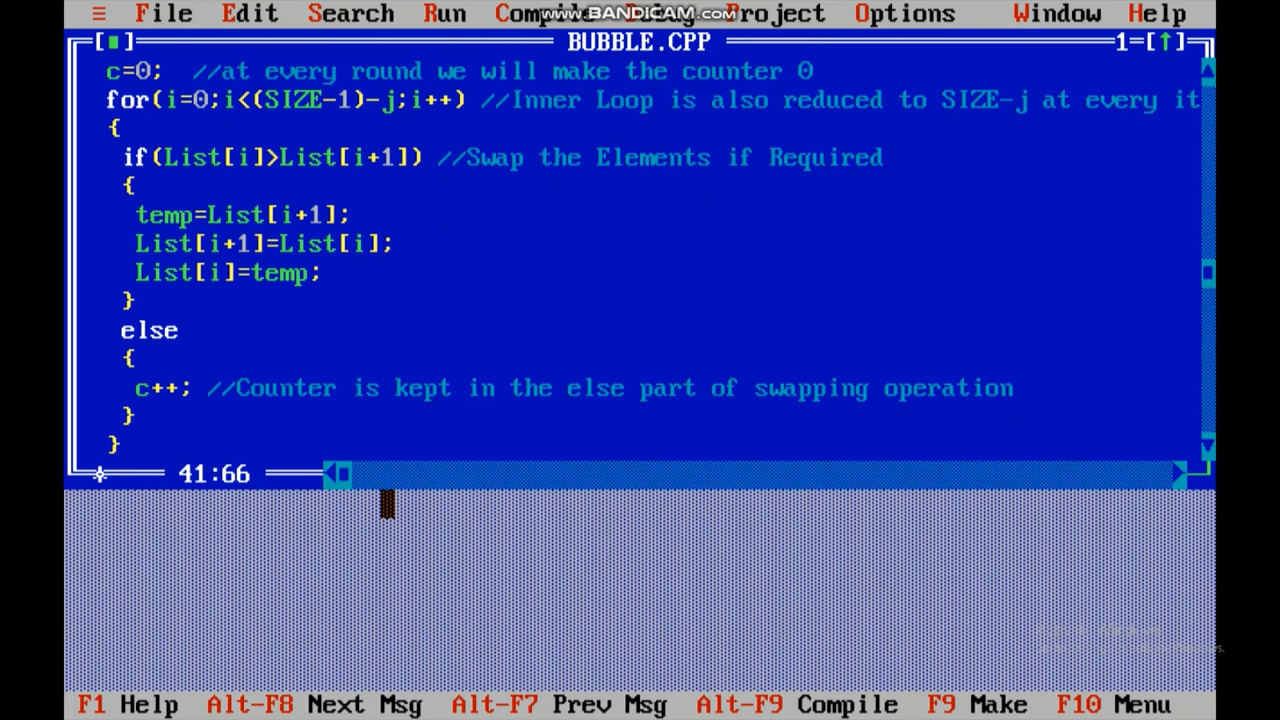 ≡ File Edit Search Run Compile Debug Project Options Window Help
www.BANDICAM.com
[■] BUBBLE.CPP 1=[↑]
c=0; //at every round we will make the counter 0
for(i=0;i<(SIZE-1)-j;i++) //Inner Loop is also reduced to SIZE-j at every it
{
if(List[i]>List[i+1]) //Swap the Elements if Required
{
temp=List[i+1];
List[i+1]=List[i];
List[i]=temp;
}
else
{
c++; //Counter is kept in the else part of swapping operation
}
}
41:66
F1 Help Alt-F8 Next Msg Alt-F7 Prev Msg Alt-F9 Compile F9 Make F10 Menu